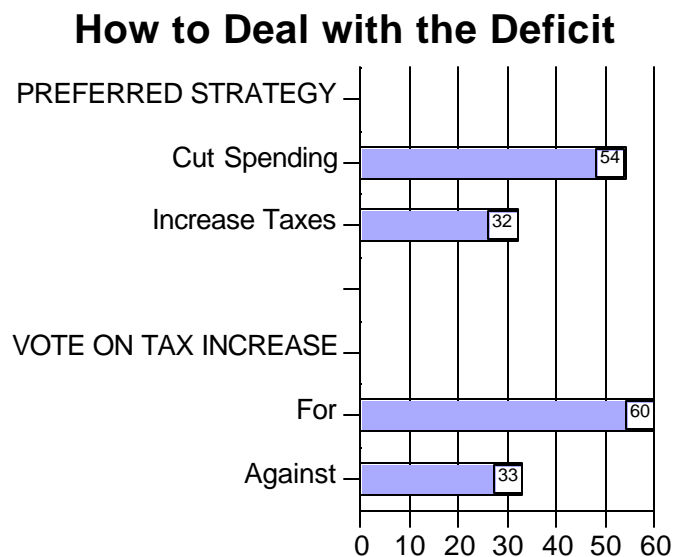 How to Deal with the Deficit
PREFERRED STRATEGY
Cut Spending
54
Increase Taxes
32
VOTE ON TAX INCREASE
For
60
Against
33
0 10 20 30 40 50 60